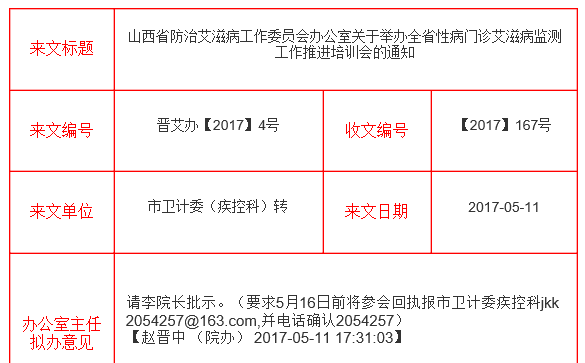 来文标题
山西省防治艾滋病工作委员会办公室关于举办全省性病门诊艾滋病监测
工作推进培训会的通知
来文编号
晋艾办【2017】4号
收文编号
【2017】167号
来文单位
市卫计委（疾控科）转
来文日期
2017-05-11
办公室主任
拟办意见
请李院长批示。（要求5月16日前将参会回执报市卫计委疾控科jkk
2054257@163.com,并电话确认2054257）
【赵晋中 （院办） 2017-05-11 17:31:03】